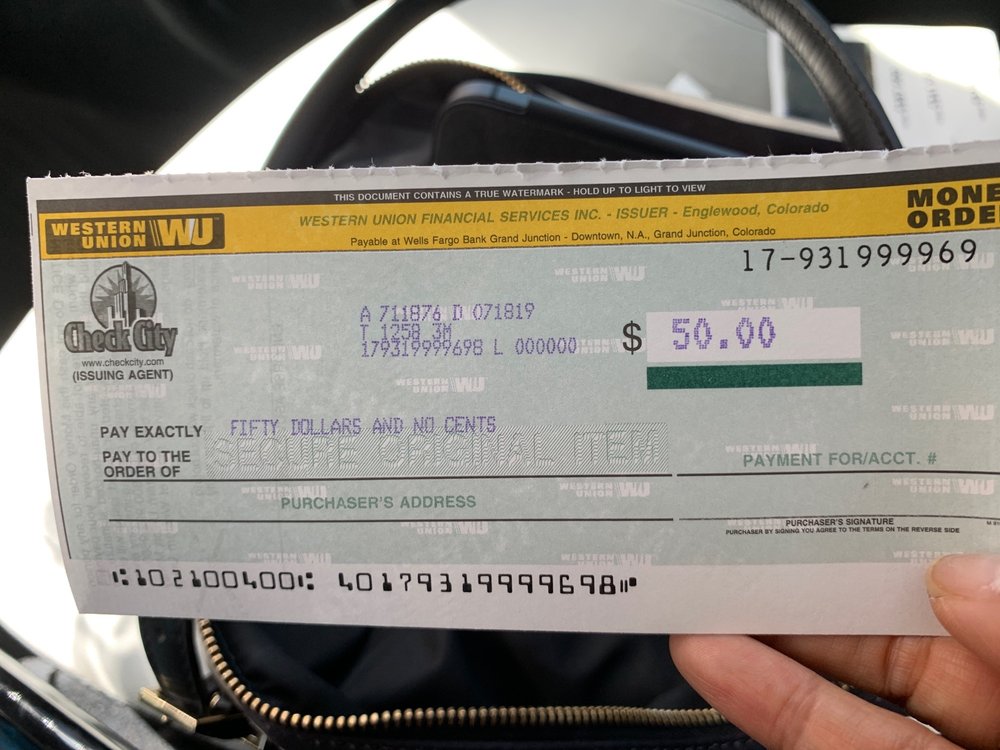 THIS DOCUMENT CONTAINS A TRUE WATERMARK - HOLD UP TO LIGHT TO VIEW
WESTERN UNION WU
WESTERN UNION FINANCIAL SERVICES INC. - ISSUER - Englewood, Colorado
MONE
ORDE
Payable at Wells Fargo Bank Grand Junction - Downtown, N.A., Grand Junction, Colorado
17-931999969
Check City
www.checkcity.com
(ISSUING AGENT)
A 711876 D 071819
T 1258 3M
179319999698 L 000000
$ 50.00
PAY EXACTLY FIFTY DOLLARS AND NO CENTS
SECURE ORIGINAL ITEM
PAY TO THE
ORDER OF
PAYMENT FOR/ACCT. #
PURCHASER'S ADDRESS
PURCHASER'S SIGNATURE
PURCHASER BY SIGNING YOU AGREE TO THE TERMS ON THE REVERSE SIDE
⑆102100400⑆ 40179319999698⑈